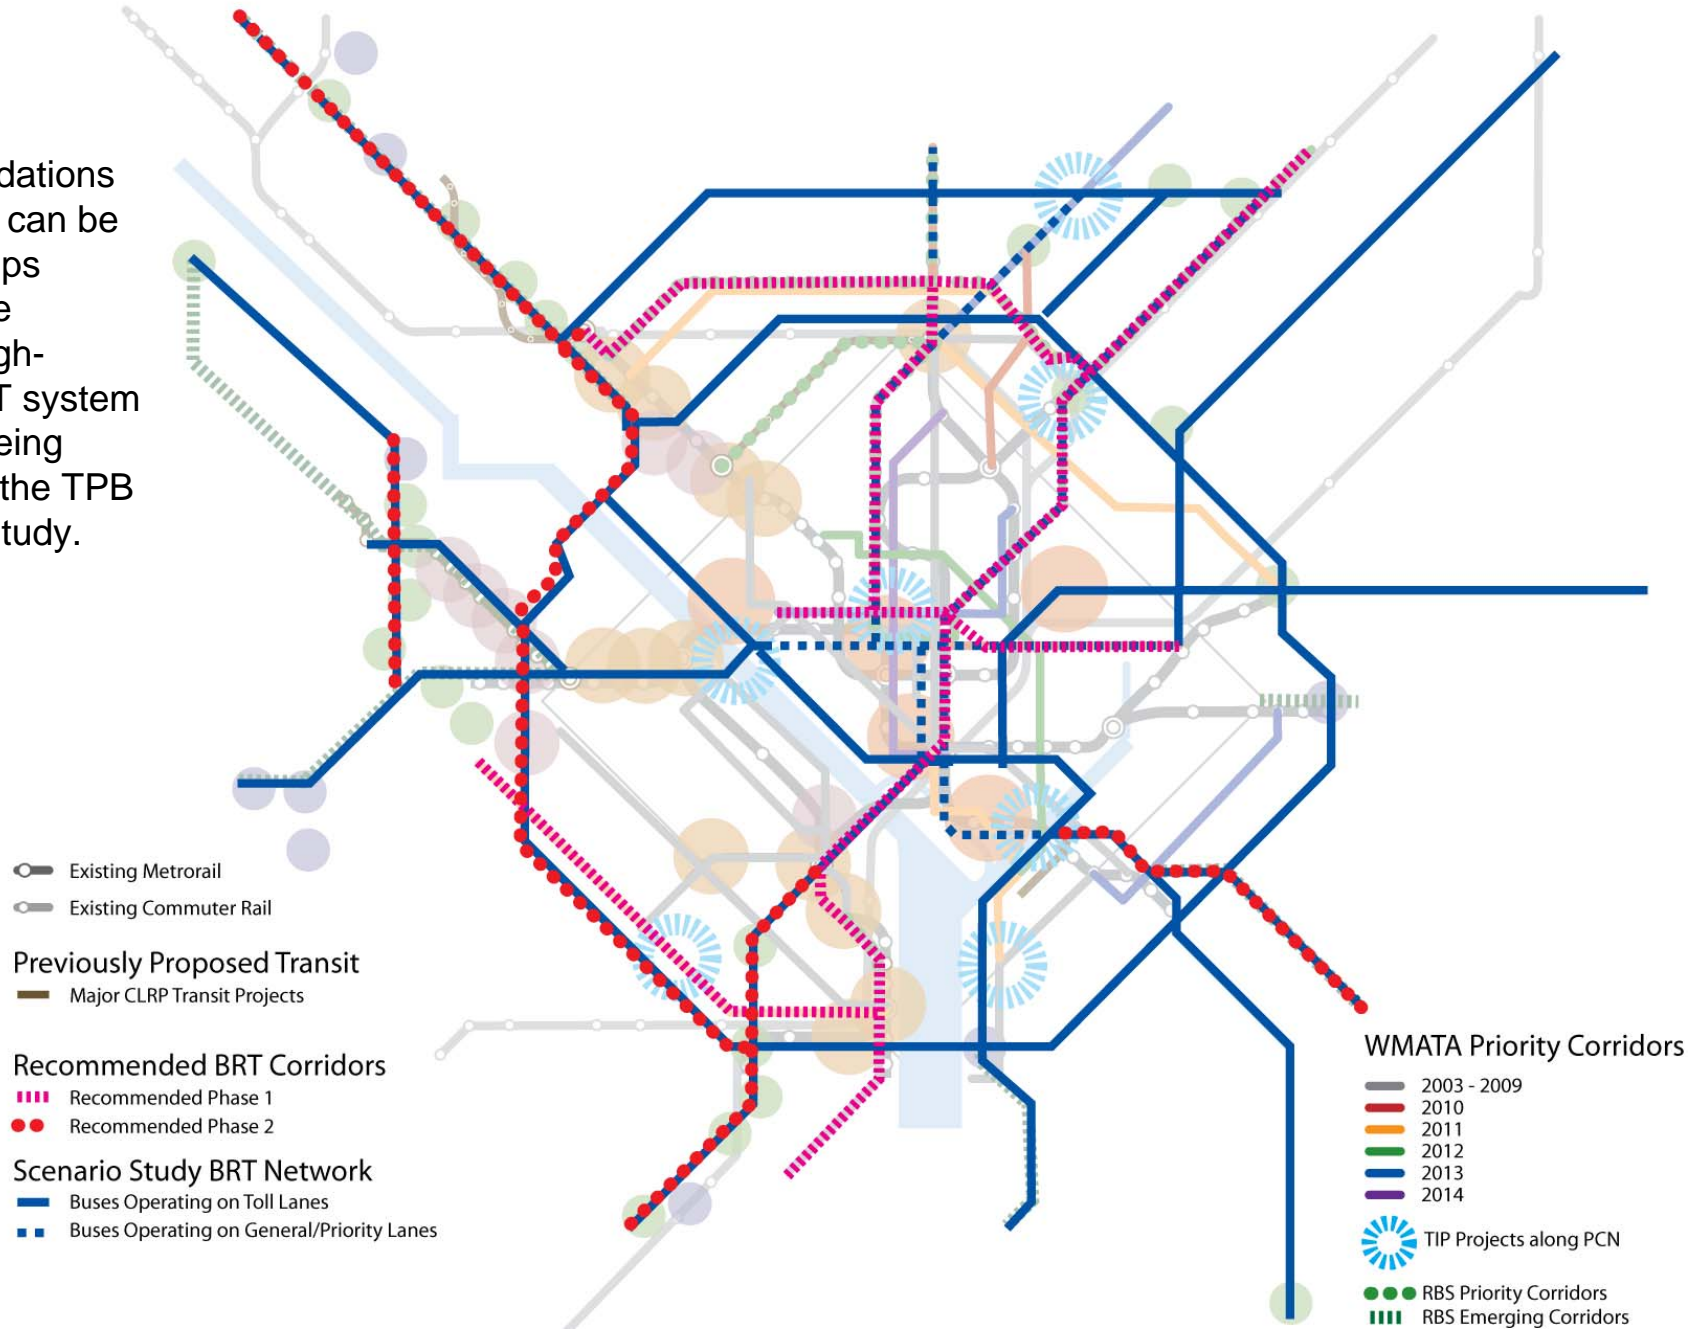 dations
can be
ps
e
gh-
T system
eing
the TPB
tudy.
Existing Metrorail
Existing Commuter Rail
Previously Proposed Transit
Major CLRP Transit Projects
Recommended BRT Corridors
Recommended Phase 1
Recommended Phase 2
Scenario Study BRT Network
Buses Operating on Toll Lanes
Buses Operating on General/Priority Lanes
WMATA Priority Corridors
2003 - 2009
2010
2011
2012
2013
2014
TIP Projects along PCN
RBS Priority Corridors
RBS Emerging Corridors